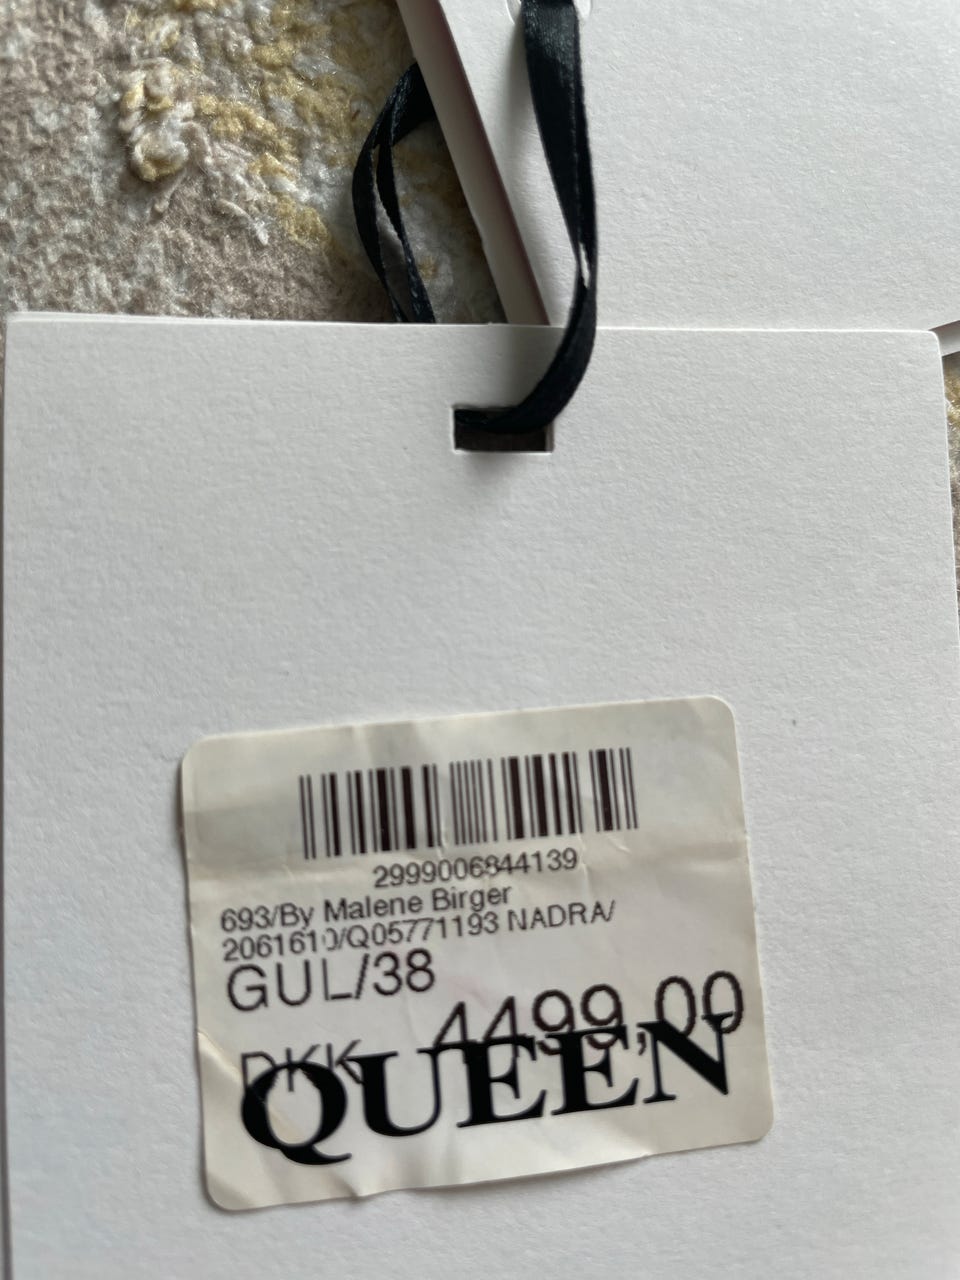 2999006844139
693/By Malene Birger
2061610/Q05771193 NADRA/
GUL/38
DKK 4499,00
QUEEN